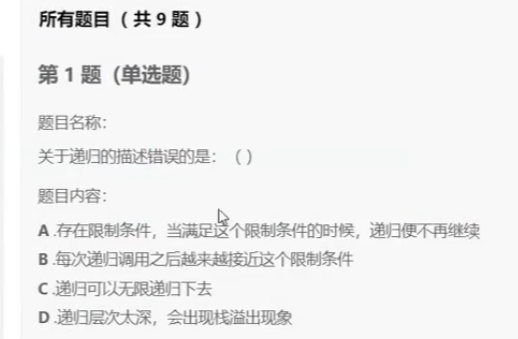 所有题目（共 9 题）
第 1 题（单选题）
题目名称：
关于递归的描述错误的是：（ ）
题目内容：
A .存在限制条件，当满足这个限制条件的时候，递归便不再继续
B .每次递归调用之后越来越接近这个限制条件
C .递归可以无限递归下去
D .递归层次太深，会出现栈溢出现象